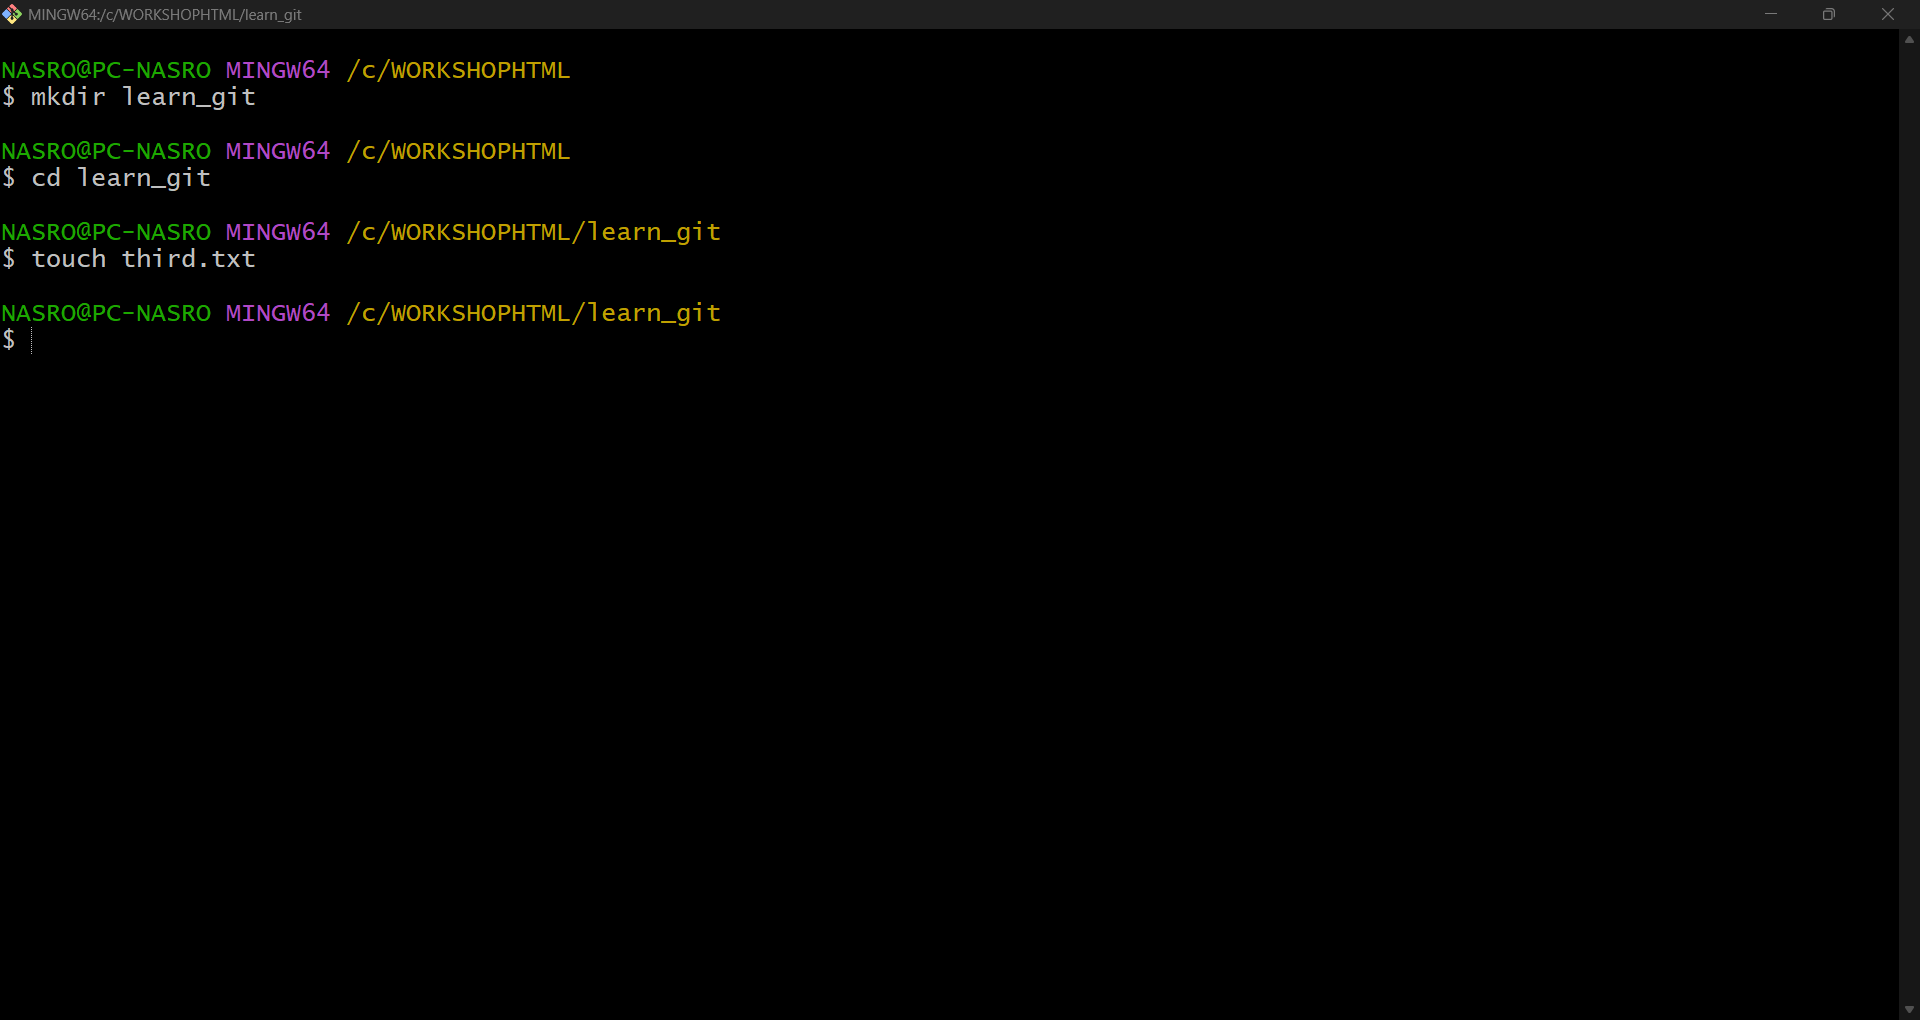 MINGW64:/c/WORKSHOPHTML/learn_git
NASRO@PC-NASRO MINGW64 /c/WORKSHOPHTML
$ mkdir learn_git
NASRO@PC-NASRO MINGW64 /c/WORKSHOPHTML
$ cd learn_git
NASRO@PC-NASRO MINGW64 /c/WORKSHOPHTML/learn_git
$ touch third.txt
NASRO@PC-NASRO MINGW64 /c/WORKSHOPHTML/learn_git
$